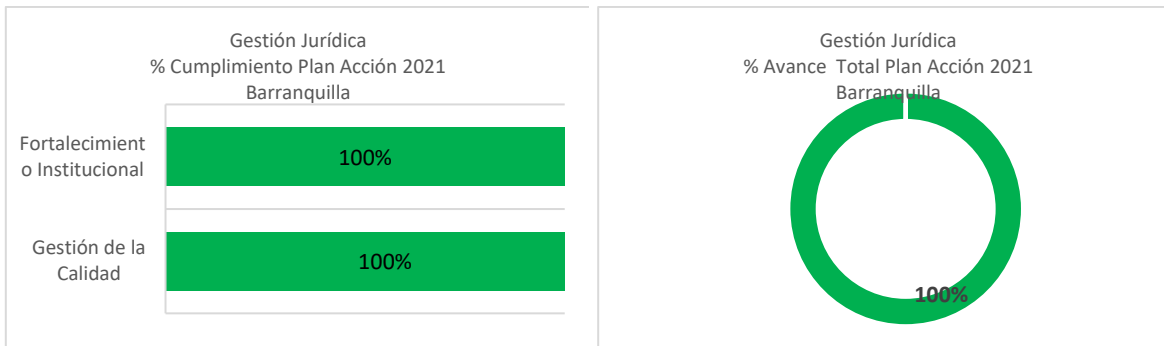 Gestión Jurídica
% Cumplimiento Plan Acción 2021
Barranquilla
Fortalecimient
o Institucional
100%
Gestión de la
Calidad
100%
Gestión Jurídica
% Avance Total Plan Acción 2021
Barranquilla
100%